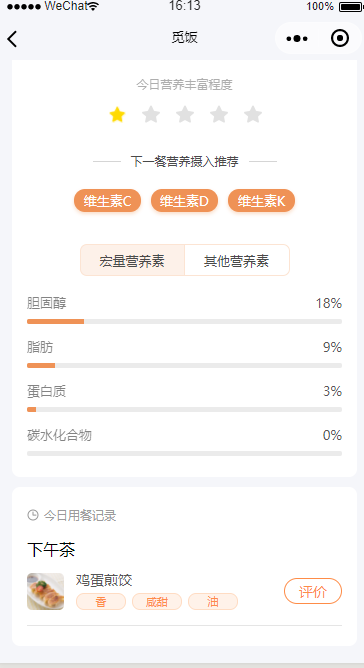 WeChat 16:13 100%
觅饭
今日营养丰富程度
下一餐营养摄入推荐
维生素C 维生素D 维生素K
宏量营养素 其他营养素
胆固醇 18%
脂肪 9%
蛋白质 3%
碳水化合物 0%
今日用餐记录
下午茶
鸡蛋煎饺
香 咸甜 油
评价